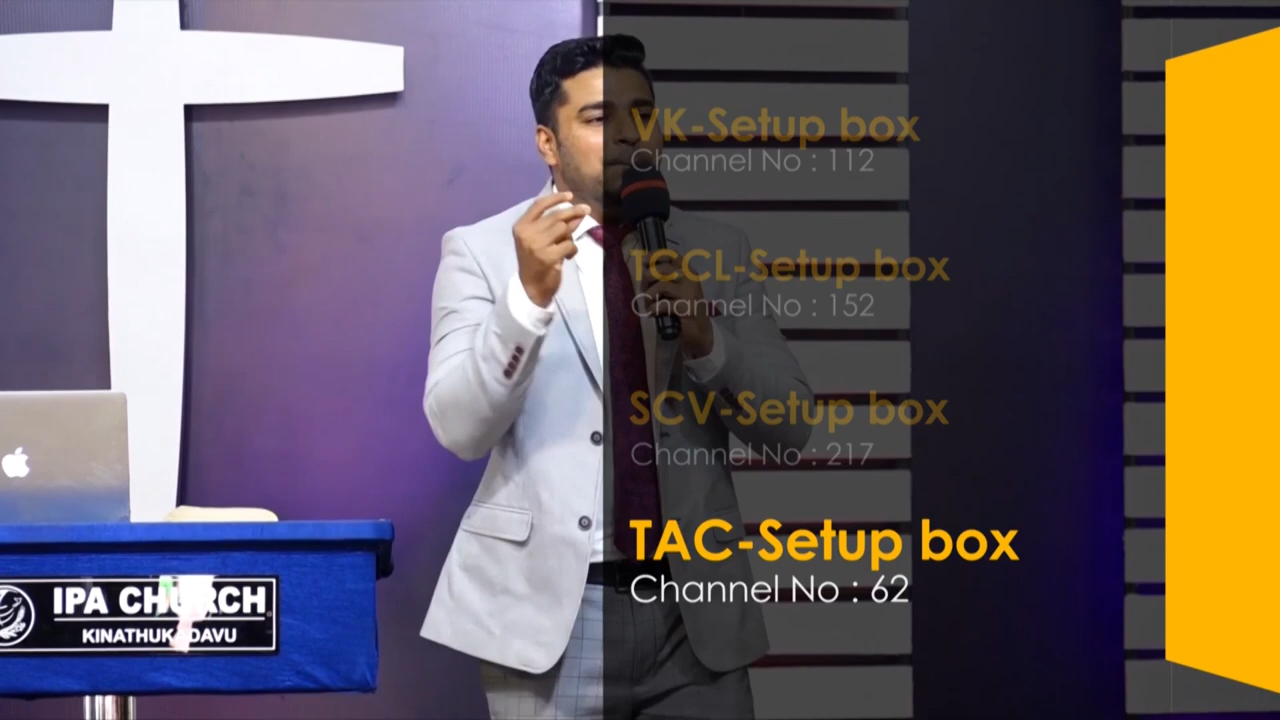 VK-Setup box
Channel No : 112
TCCL-Setup box
Channel No : 152
SCV-Setup box
Channel No : 217
TAC-Setup box
Channel No : 62
IPA CHURCH
KINATHUKADAVU